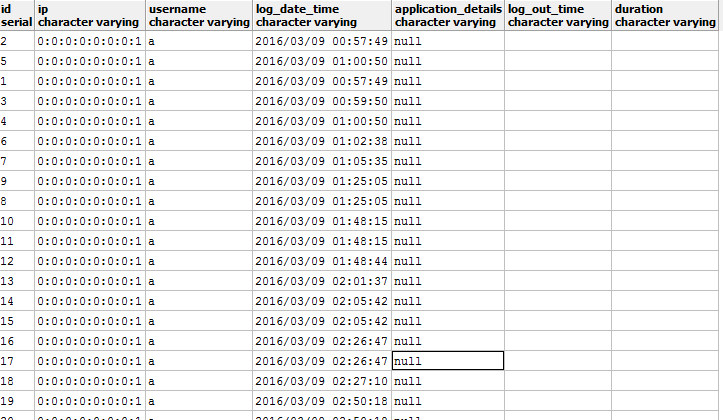 id ip username log_date_time application_details log_out_time duration
serial character varying character varying character varying character varying character varying character varying
2 0:0:0:0:0:0:0:1 a 2016/03/09 00:57:49 null
5 0:0:0:0:0:0:0:1 a 2016/03/09 01:00:50 null
1 0:0:0:0:0:0:0:1 a 2016/03/09 00:57:49 null
3 0:0:0:0:0:0:0:1 a 2016/03/09 00:59:50 null
4 0:0:0:0:0:0:0:1 a 2016/03/09 01:00:50 null
6 0:0:0:0:0:0:0:1 a 2016/03/09 01:02:38 null
7 0:0:0:0:0:0:0:1 a 2016/03/09 01:05:35 null
9 0:0:0:0:0:0:0:1 a 2016/03/09 01:25:05 null
8 0:0:0:0:0:0:0:1 a 2016/03/09 01:25:05 null
10 0:0:0:0:0:0:0:1 a 2016/03/09 01:48:15 null
11 0:0:0:0:0:0:0:1 a 2016/03/09 01:48:15 null
12 0:0:0:0:0:0:0:1 a 2016/03/09 01:48:44 null
13 0:0:0:0:0:0:0:1 a 2016/03/09 02:01:37 null
14 0:0:0:0:0:0:0:1 a 2016/03/09 02:05:42 null
15 0:0:0:0:0:0:0:1 a 2016/03/09 02:05:42 null
16 0:0:0:0:0:0:0:1 a 2016/03/09 02:26:47 null
17 0:0:0:0:0:0:0:1 a 2016/03/09 02:26:47 null
18 0:0:0:0:0:0:0:1 a 2016/03/09 02:27:10 null
19 0:0:0:0:0:0:0:1 a 2016/03/09 02:50:18 null